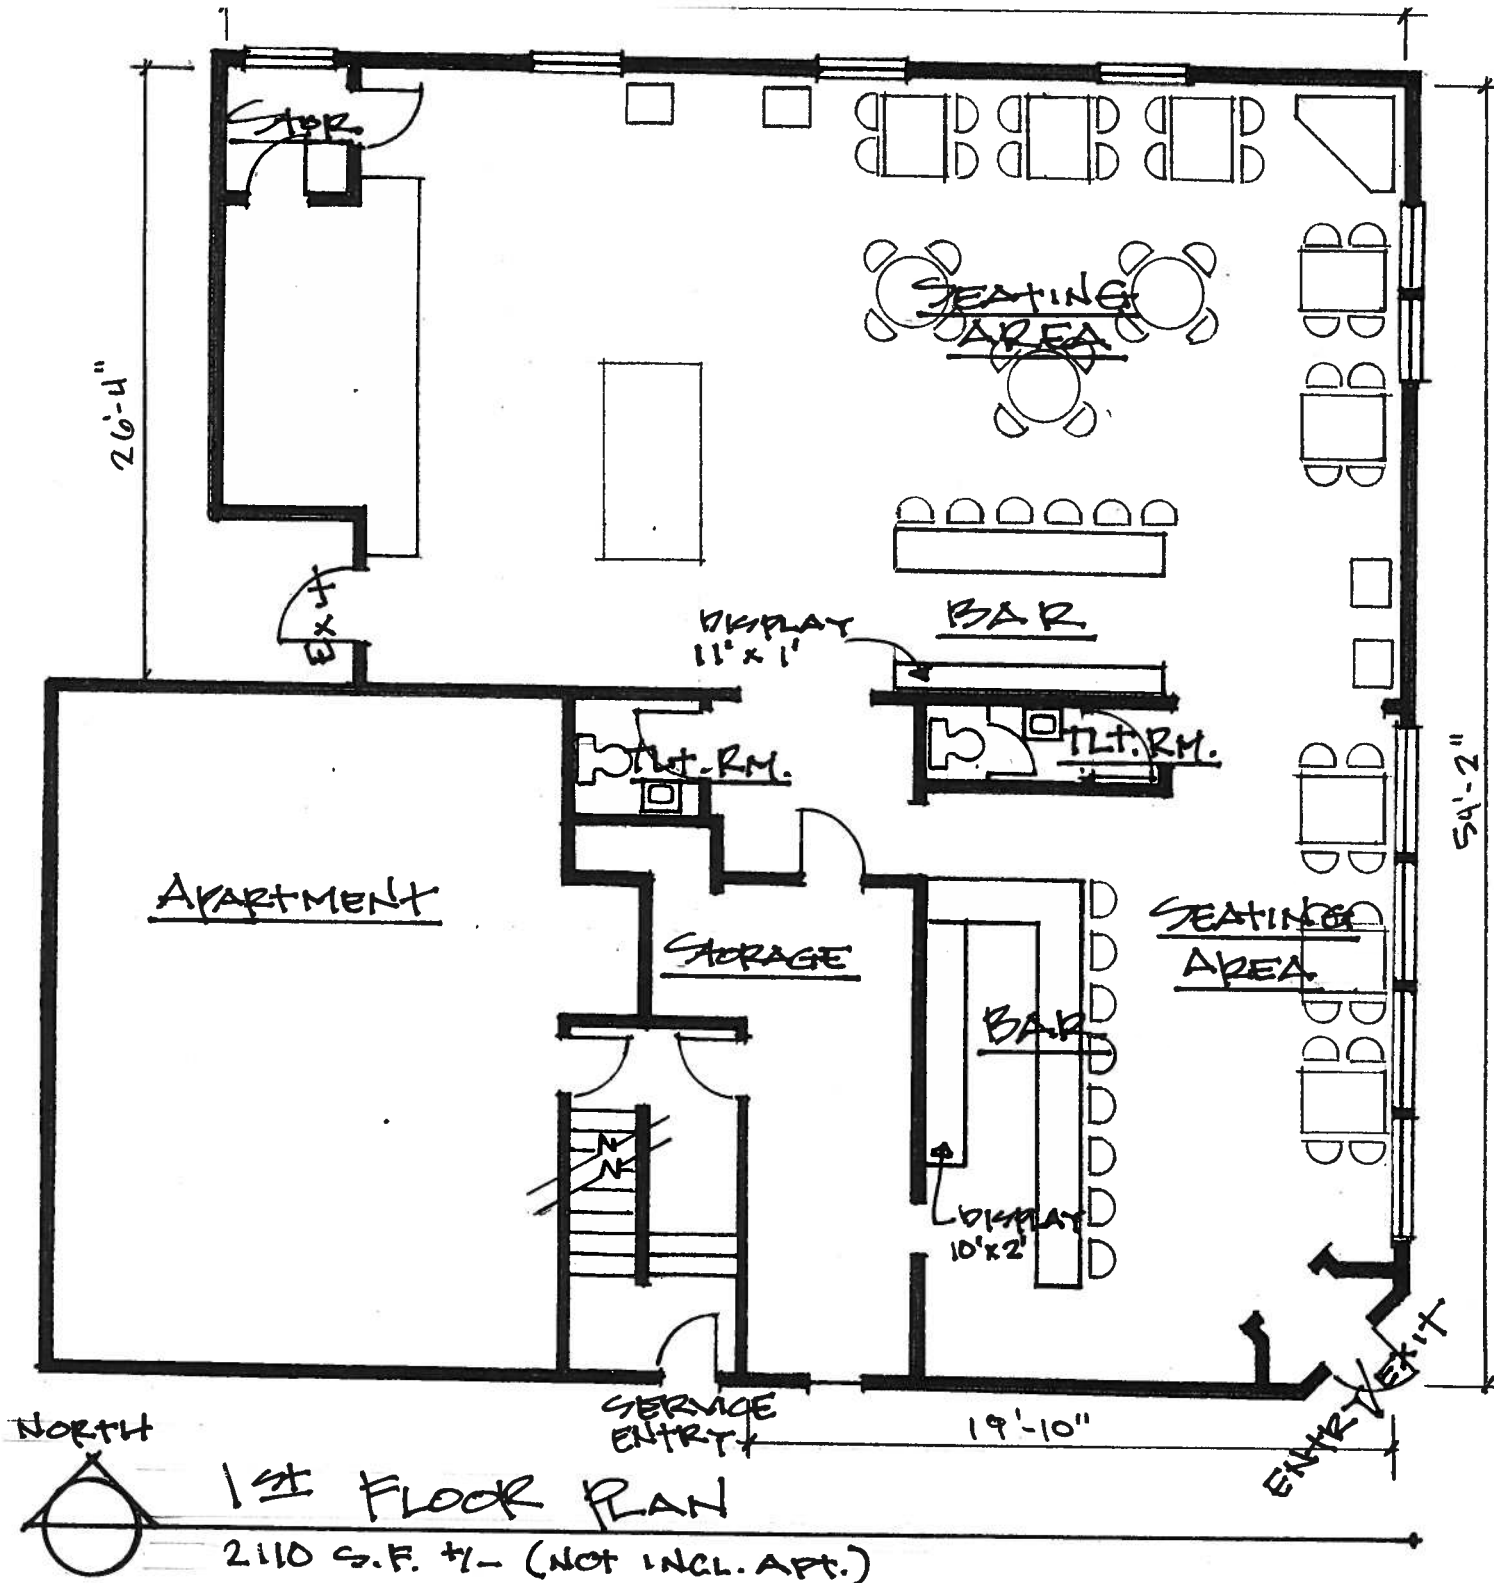 STOR.
26'-4"
SEATING
AREA
EXIT
DISPLAY
11' x 1'
BAR
TLT. RM.
TLT. RM.
54'-2"
APARTMENT
STORAGE
SEATING
AREA
BAR
DISPLAY
10' x 2'
SERVICE
ENTRY
19'-10"
ENTRY/EXIT
NORTH
1st FLOOR PLAN
2110 S.F. +/- (NOT INCL. APT.)